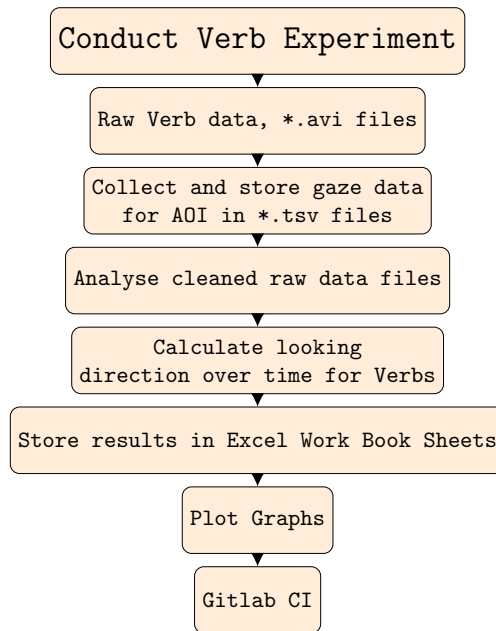 Conduct Verb Experiment
Raw Verb data, *.avi files
Collect and store gaze data
for AOI in *.tsv files
Analyse cleaned raw data files
Calculate looking
direction over time for Verbs
Store results in Excel Work Book Sheets
Plot Graphs
Gitlab CI